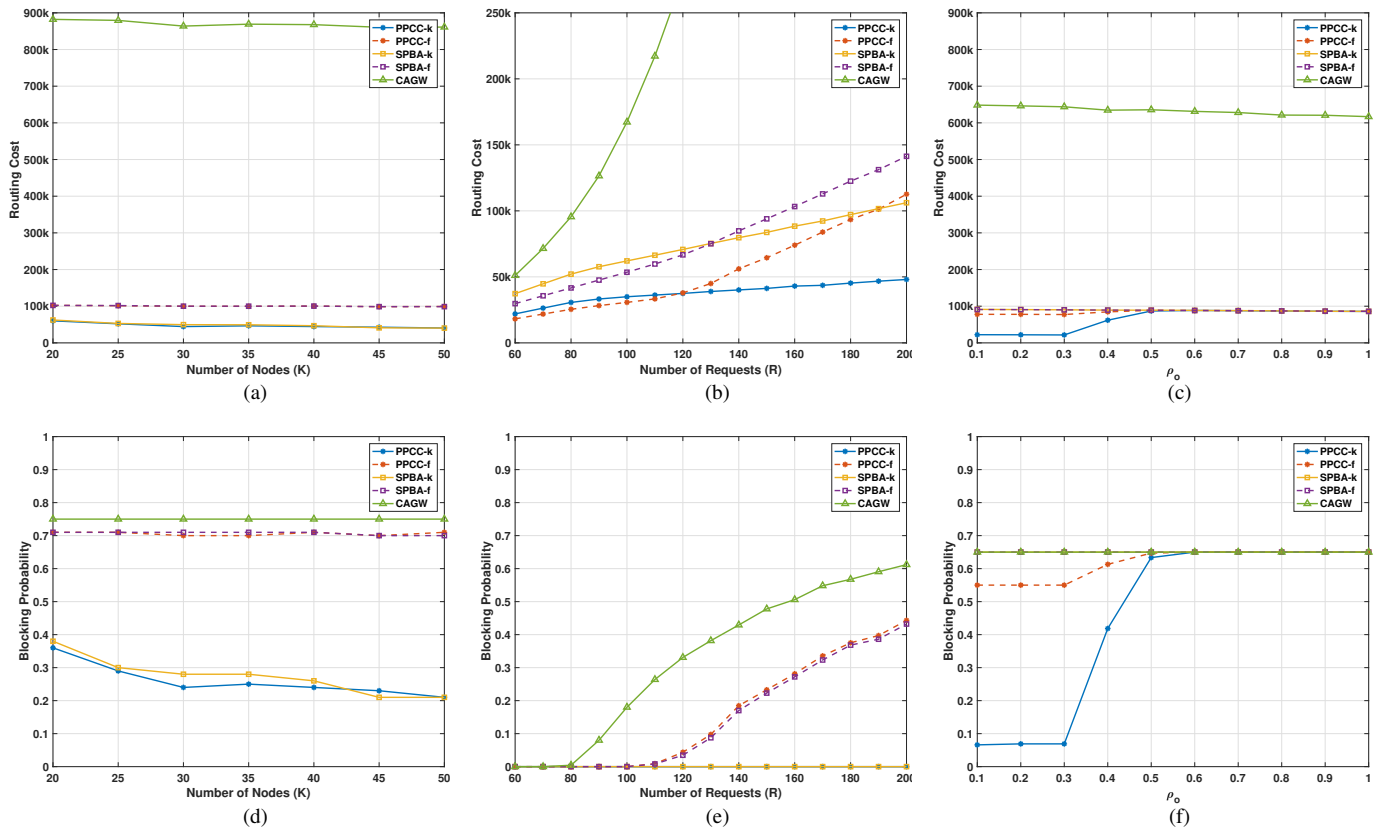 900k
800k
700k
600k
500k
400k
300k
200k
100k
0
Routing Cost
20 25 30 35 40 45 50
Number of Nodes (K)
PPCC-k
PPCC-f
SPBA-k
SPBA-f
CAGW
(a)
250k
200k
150k
100k
50k
0
Routing Cost
60 80 100 120 140 160 180 200
Number of Requests (R)
PPCC-k
PPCC-f
SPBA-k
SPBA-f
CAGW
(b)
900k
800k
700k
600k
500k
400k
300k
200k
100k
0
Routing Cost
0.1 0.2 0.3 0.4 0.5 0.6 0.7 0.8 0.9 1
ρo
PPCC-k
PPCC-f
SPBA-k
SPBA-f
CAGW
(c)
1
0.9
0.8
0.7
0.6
0.5
0.4
0.3
0.2
0.1
0
Blocking Probability
20 25 30 35 40 45 50
Number of Nodes (K)
PPCC-k
PPCC-f
SPBA-k
SPBA-f
CAGW
(d)
1
0.9
0.8
0.7
0.6
0.5
0.4
0.3
0.2
0.1
0
Blocking Probability
60 80 100 120 140 160 180 200
Number of Requests (R)
PPCC-k
PPCC-f
SPBA-k
SPBA-f
CAGW
(e)
1
0.9
0.8
0.7
0.6
0.5
0.4
0.3
0.2
0.1
0
Blocking Probability
0.1 0.2 0.3 0.4 0.5 0.6 0.7 0.8 0.9 1
ρo
PPCC-k
PPCC-f
SPBA-k
SPBA-f
CAGW
(f)